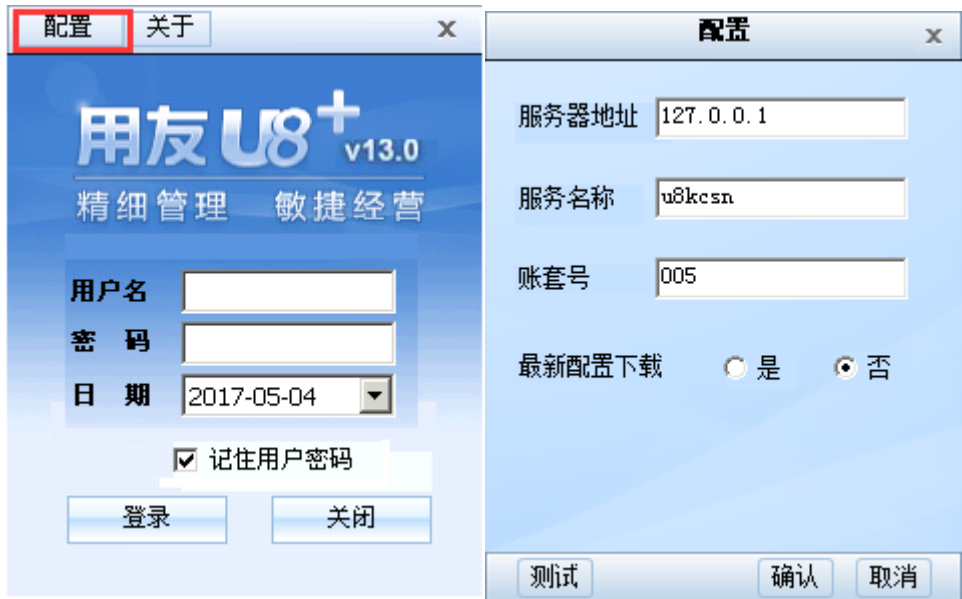 配置 关于 x
用友U8+ v13.0
精细管理 敏捷经营
用户名
密 码
日 期 2017-05-04
记住用户密码
登录 关闭
配置 x
服务器地址 127.0.0.1
服务名称 u8kcsn
账套号 005
最新配置下载 是 否
测试 确认 取消